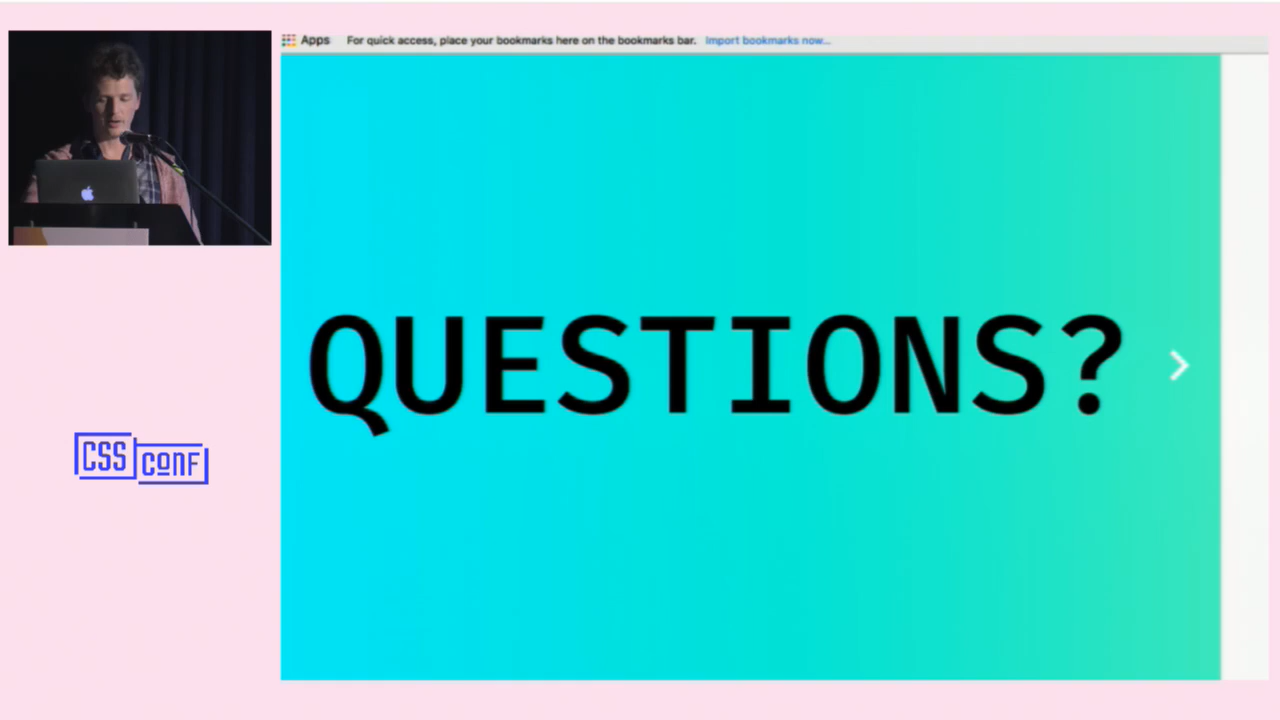 Apps For quick access, place your bookmarks here on the bookmarks bar. Import bookmarks now...
QUESTIONS?
CSS
CONF